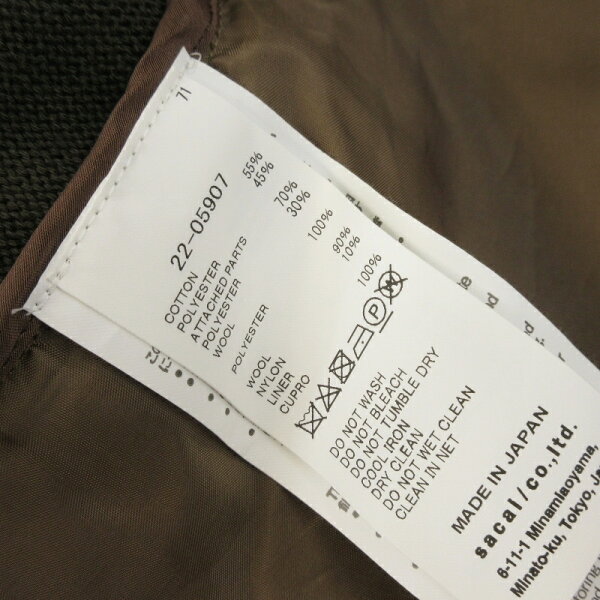 71
22-05907
COTTON 55%
POLYESTER 45%
ATTACHED PARTS
POLYESTER 70%
WOOL 30%
POLYESTER 100%
WOOL 90%
NYLON 10%
LINER
CUPRO 100%
DO NOT WASH
DO NOT BLEACH
DO NOT TUMBLE DRY
COOL IRON
DRY CLEAN
DO NOT WET CLEAN
CLEAN IN NET
MADE IN JAPAN
sacai/co.,ltd.
6-11-1 Minamiaoyama,
Minato-ku, Tokyo, Ja